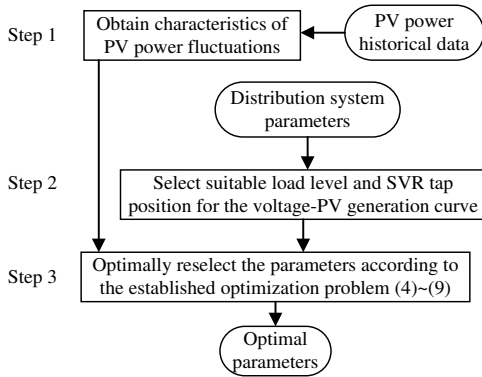 Step 1
Obtain characteristics of
PV power fluctuations
PV power
historical data
Distribution system
parameters
Step 2
Select suitable load level and SVR tap
position for the voltage-PV generation curve
Step 3
Optimally reselect the parameters according to
the established optimization problem (4)~(9)
Optimal
parameters